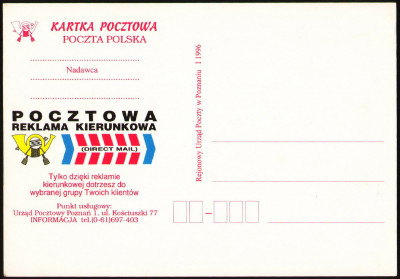 KARTKA POCZTOWA
POCZTA POLSKA
Nadawca
POCZTOWA
REKLAMA KIERUNKOWA
(DIRECT MAIL)
Tylko dzięki reklamie
kierunkowej dotrzesz do
wybranej grupy Twoich klientów
Punkt usługowy:
Urząd Pocztowy Poznań 1, ul. Kościuszki 77
INFORMACJA tel.(0-61)697-403
Rejonowy Urząd Poczty w Poznaniu I 1996